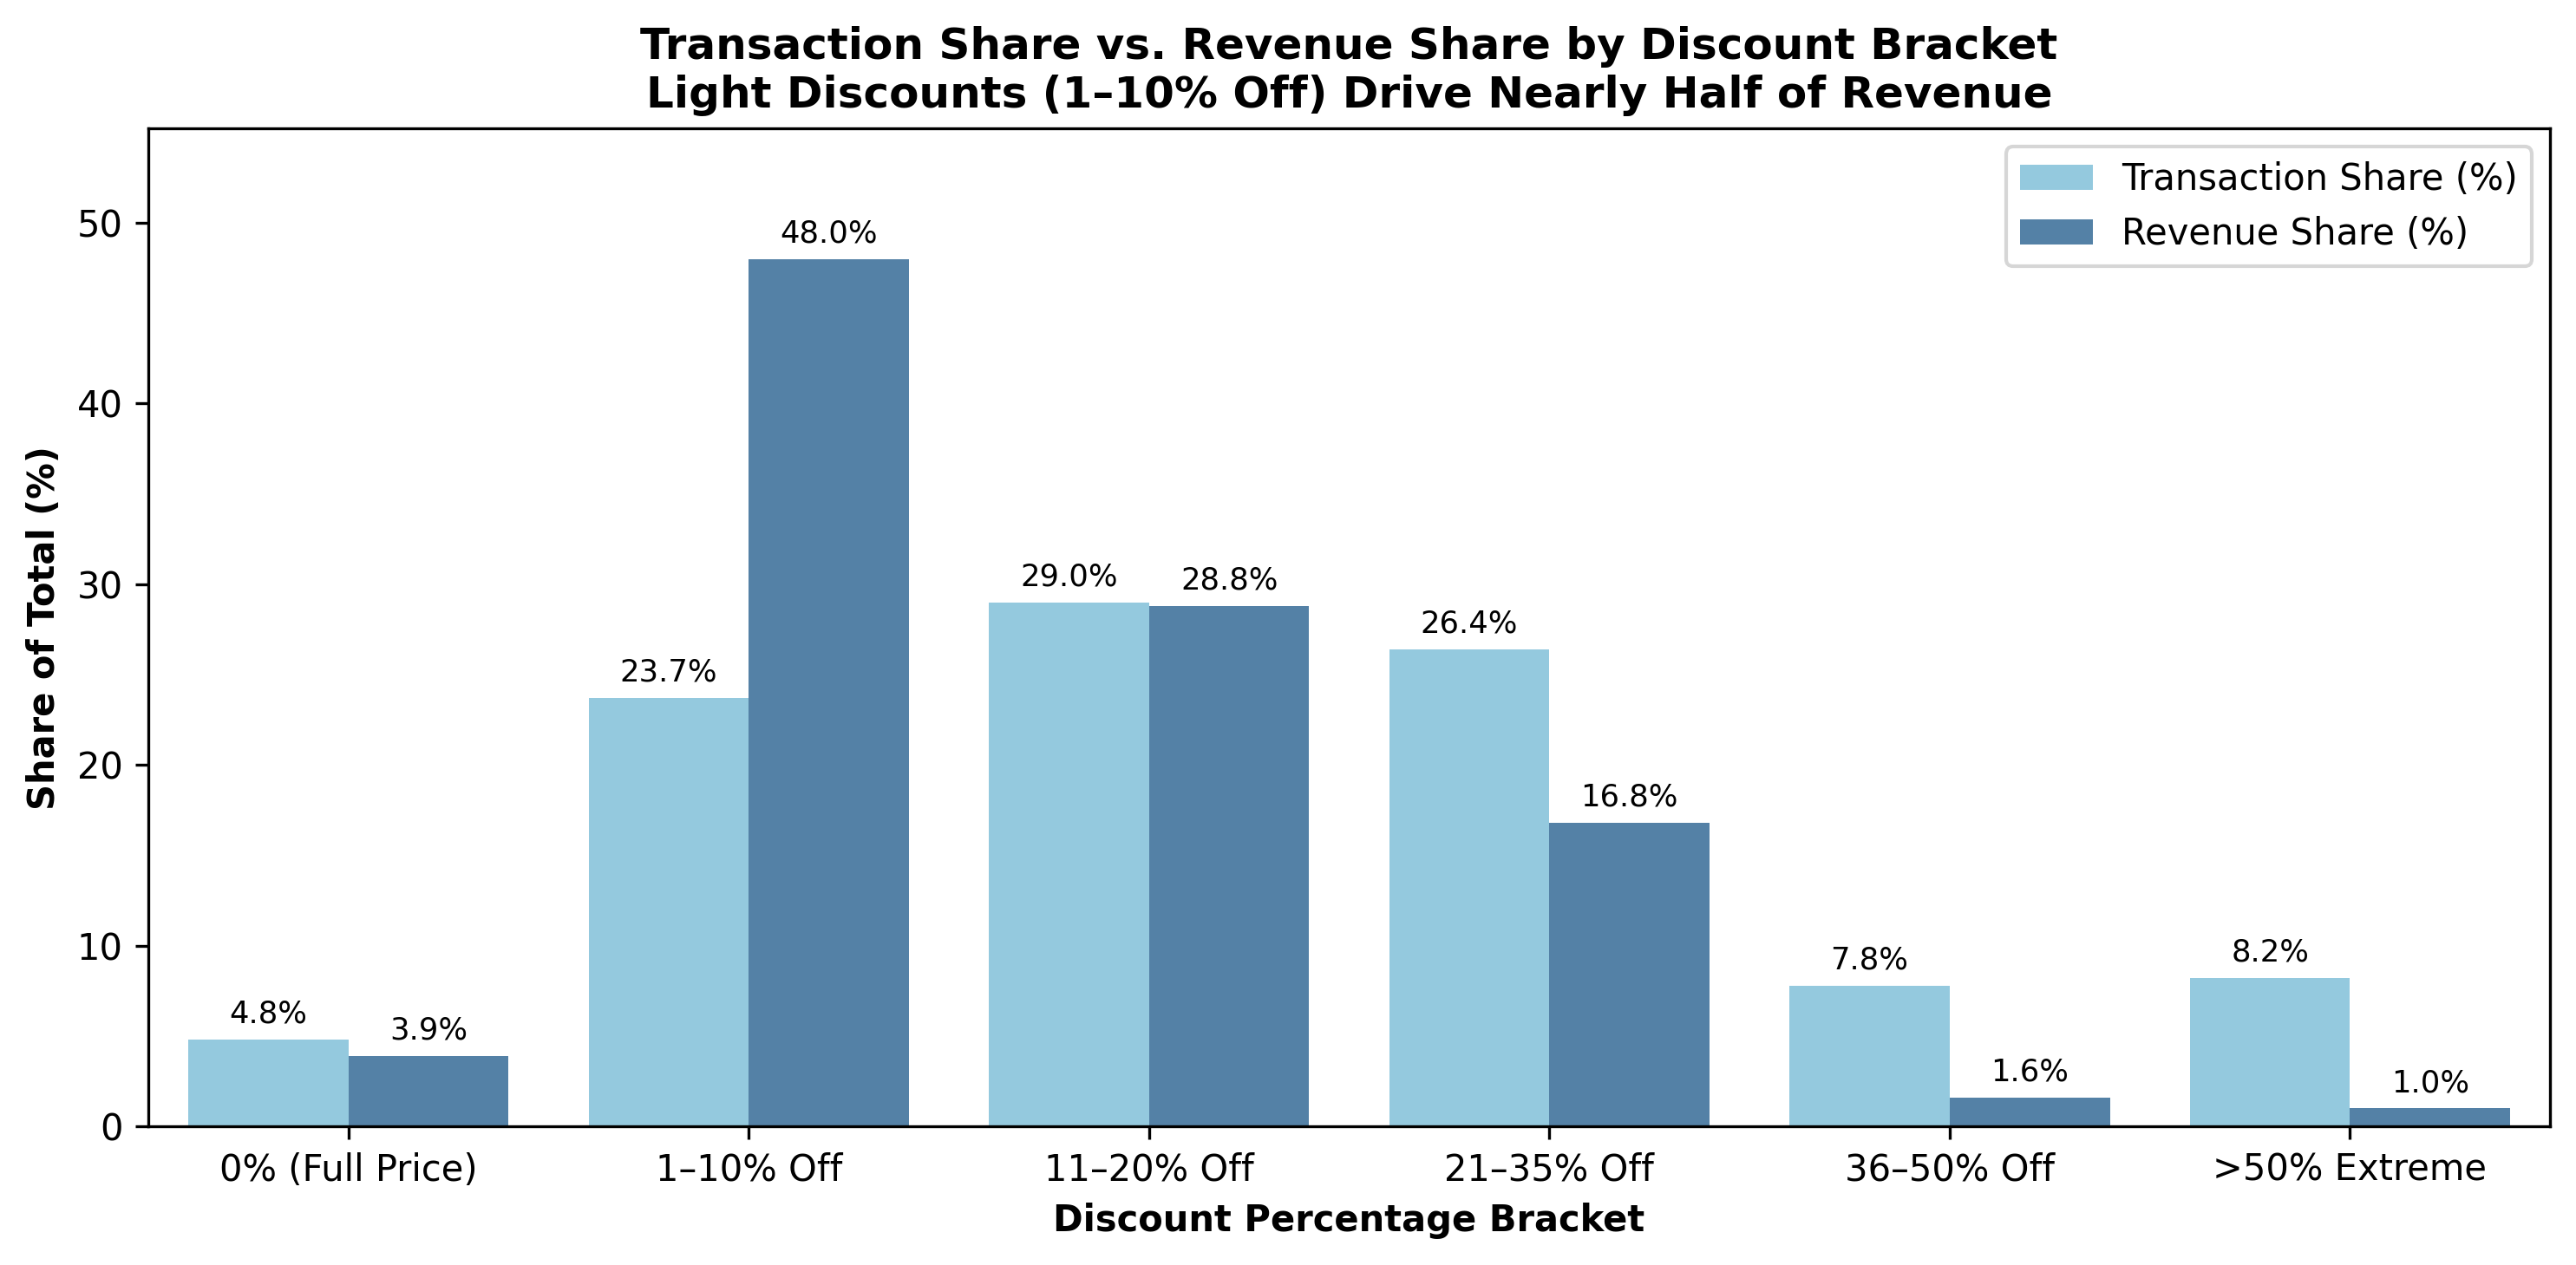 Transaction Share vs. Revenue Share by Discount Bracket
Light Discounts (1–10% Off) Drive Nearly Half of Revenue
Transaction Share (%)
Revenue Share (%)
Share of Total (%)
50
40
30
20
10
0
4.8%
3.9%
23.7%
48.0%
29.0%
28.8%
26.4%
16.8%
7.8%
1.6%
8.2%
1.0%
0% (Full Price)
1–10% Off
11–20% Off
21–35% Off
36–50% Off
>50% Extreme
Discount Percentage Bracket